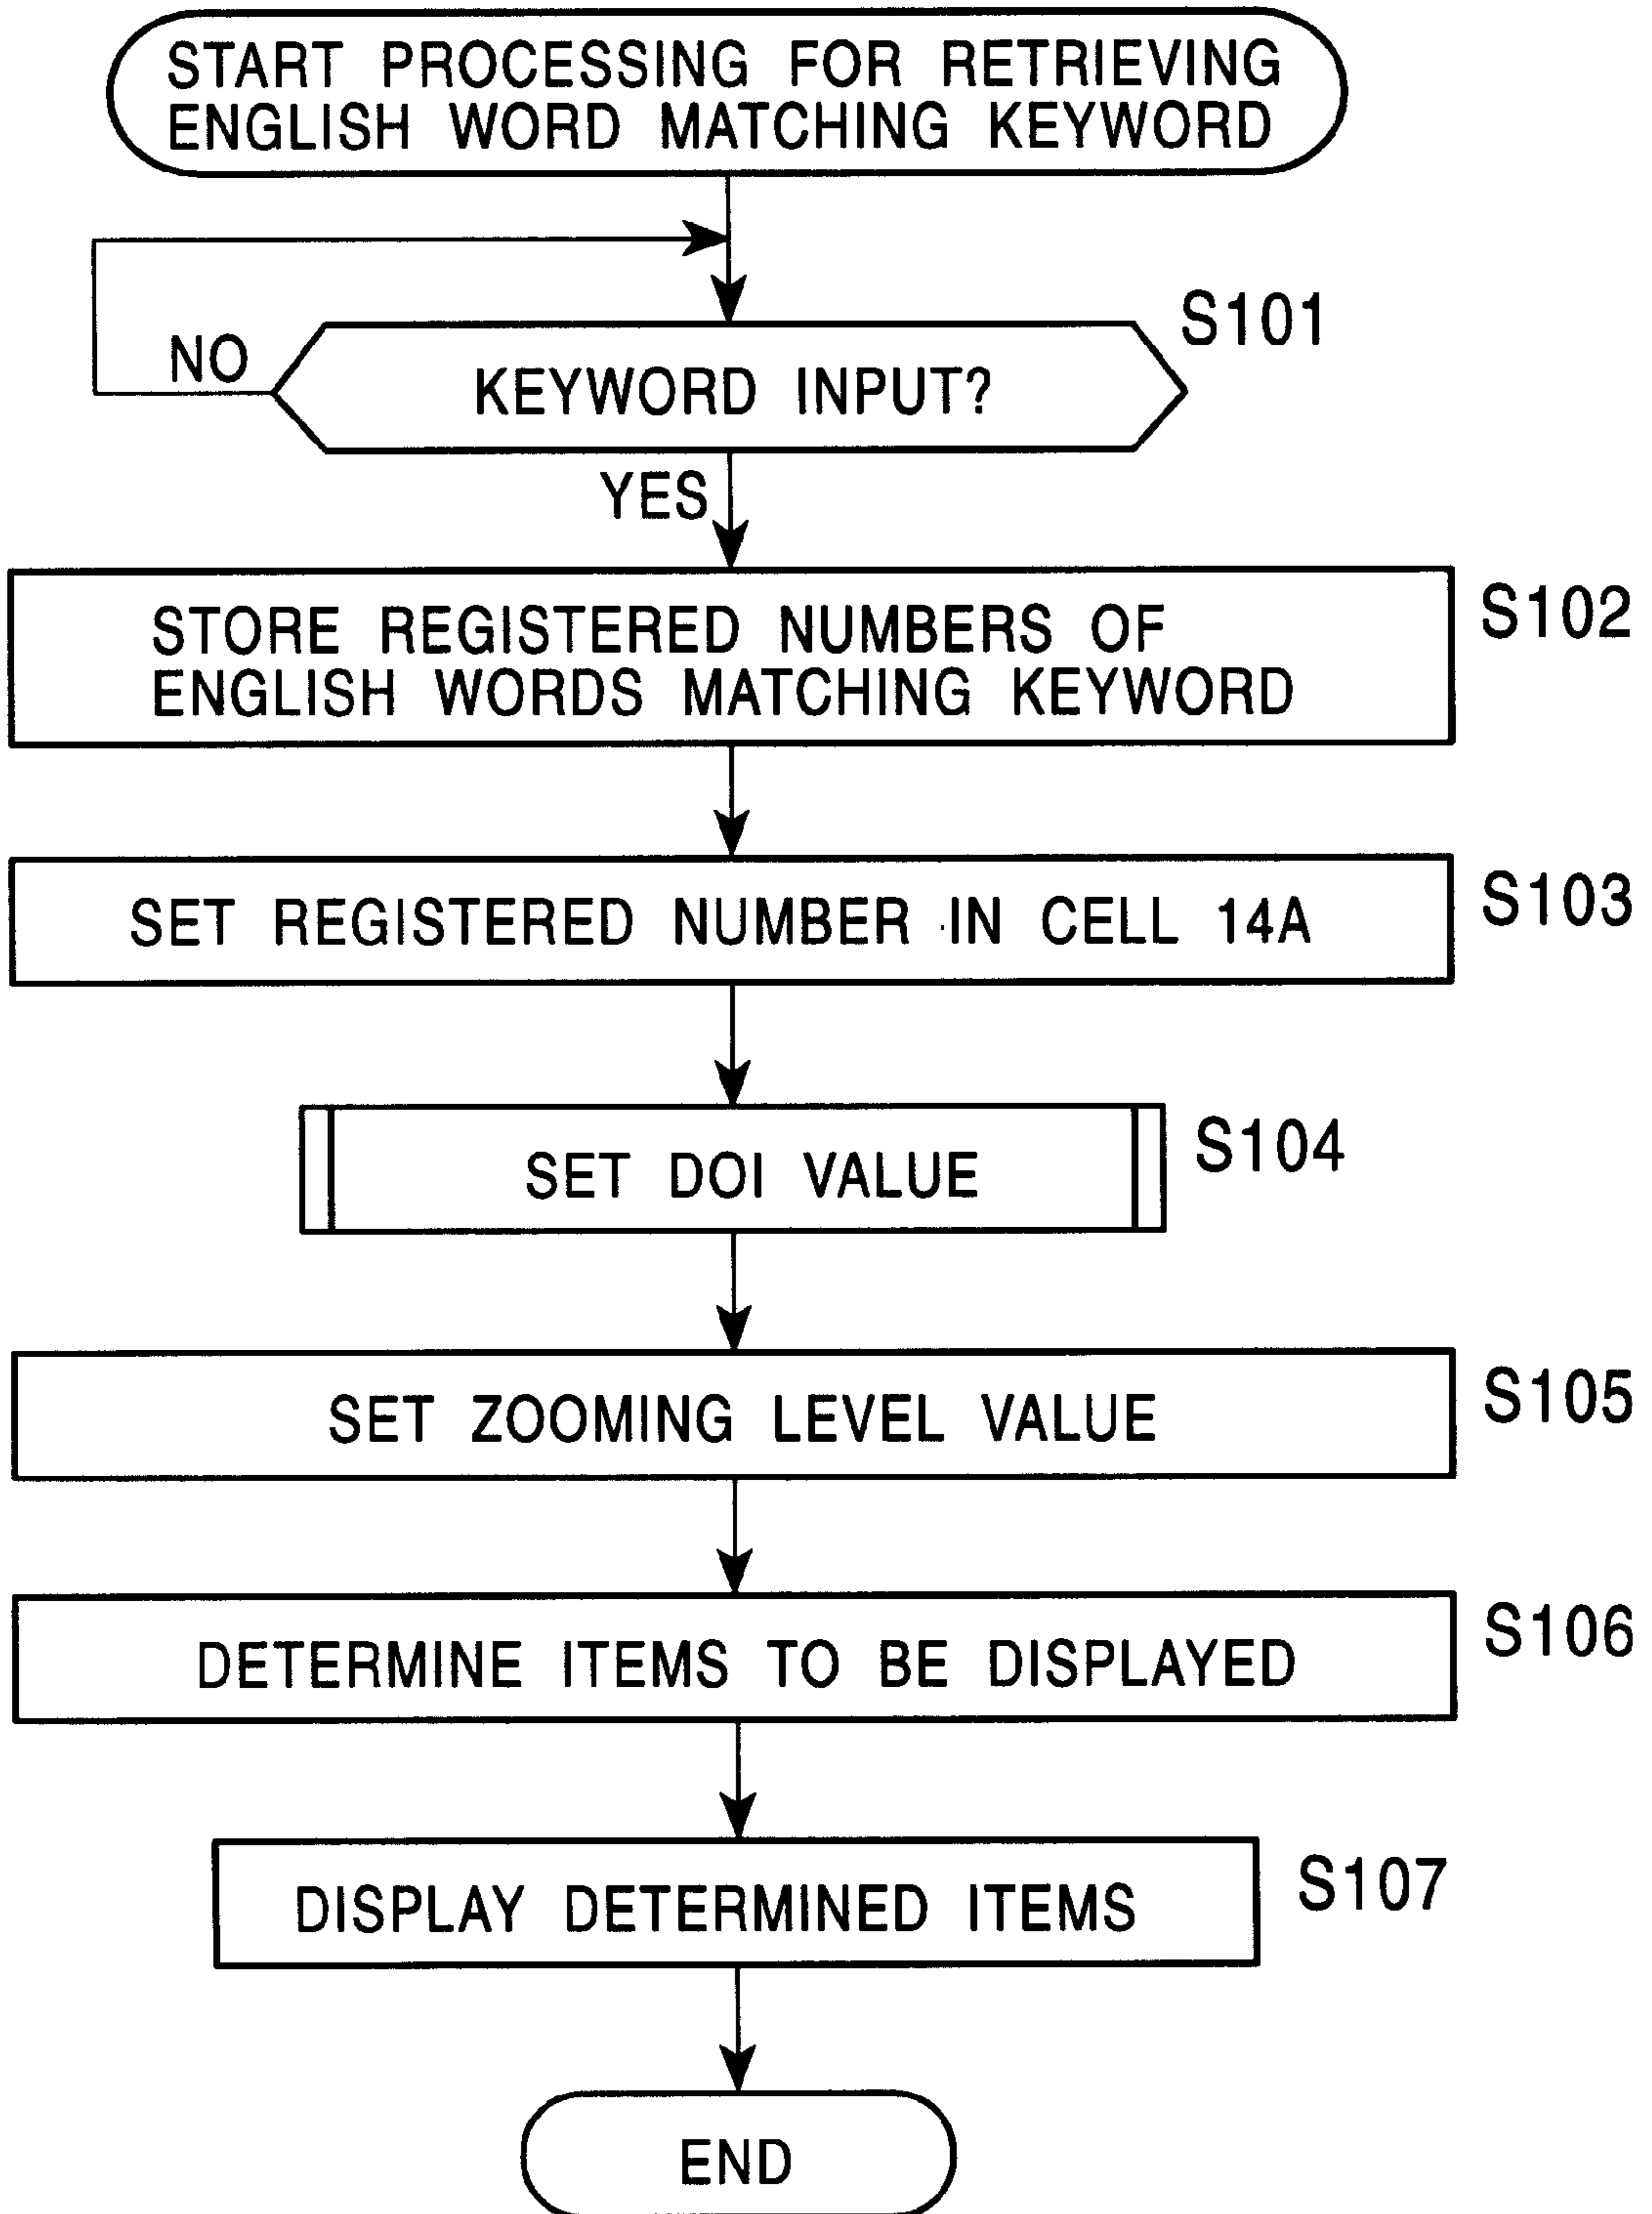 START PROCESSING FOR RETRIEVING
ENGLISH WORD MATCHING KEYWORD
S101
NO
KEYWORD INPUT?
YES
S102
STORE REGISTERED NUMBERS OF
ENGLISH WORDS MATCHING KEYWORD
S103
SET REGISTERED NUMBER IN CELL 14A
S104
SET DOI VALUE
S105
SET ZOOMING LEVEL VALUE
S106
DETERMINE ITEMS TO BE DISPLAYED
S107
DISPLAY DETERMINED ITEMS
END